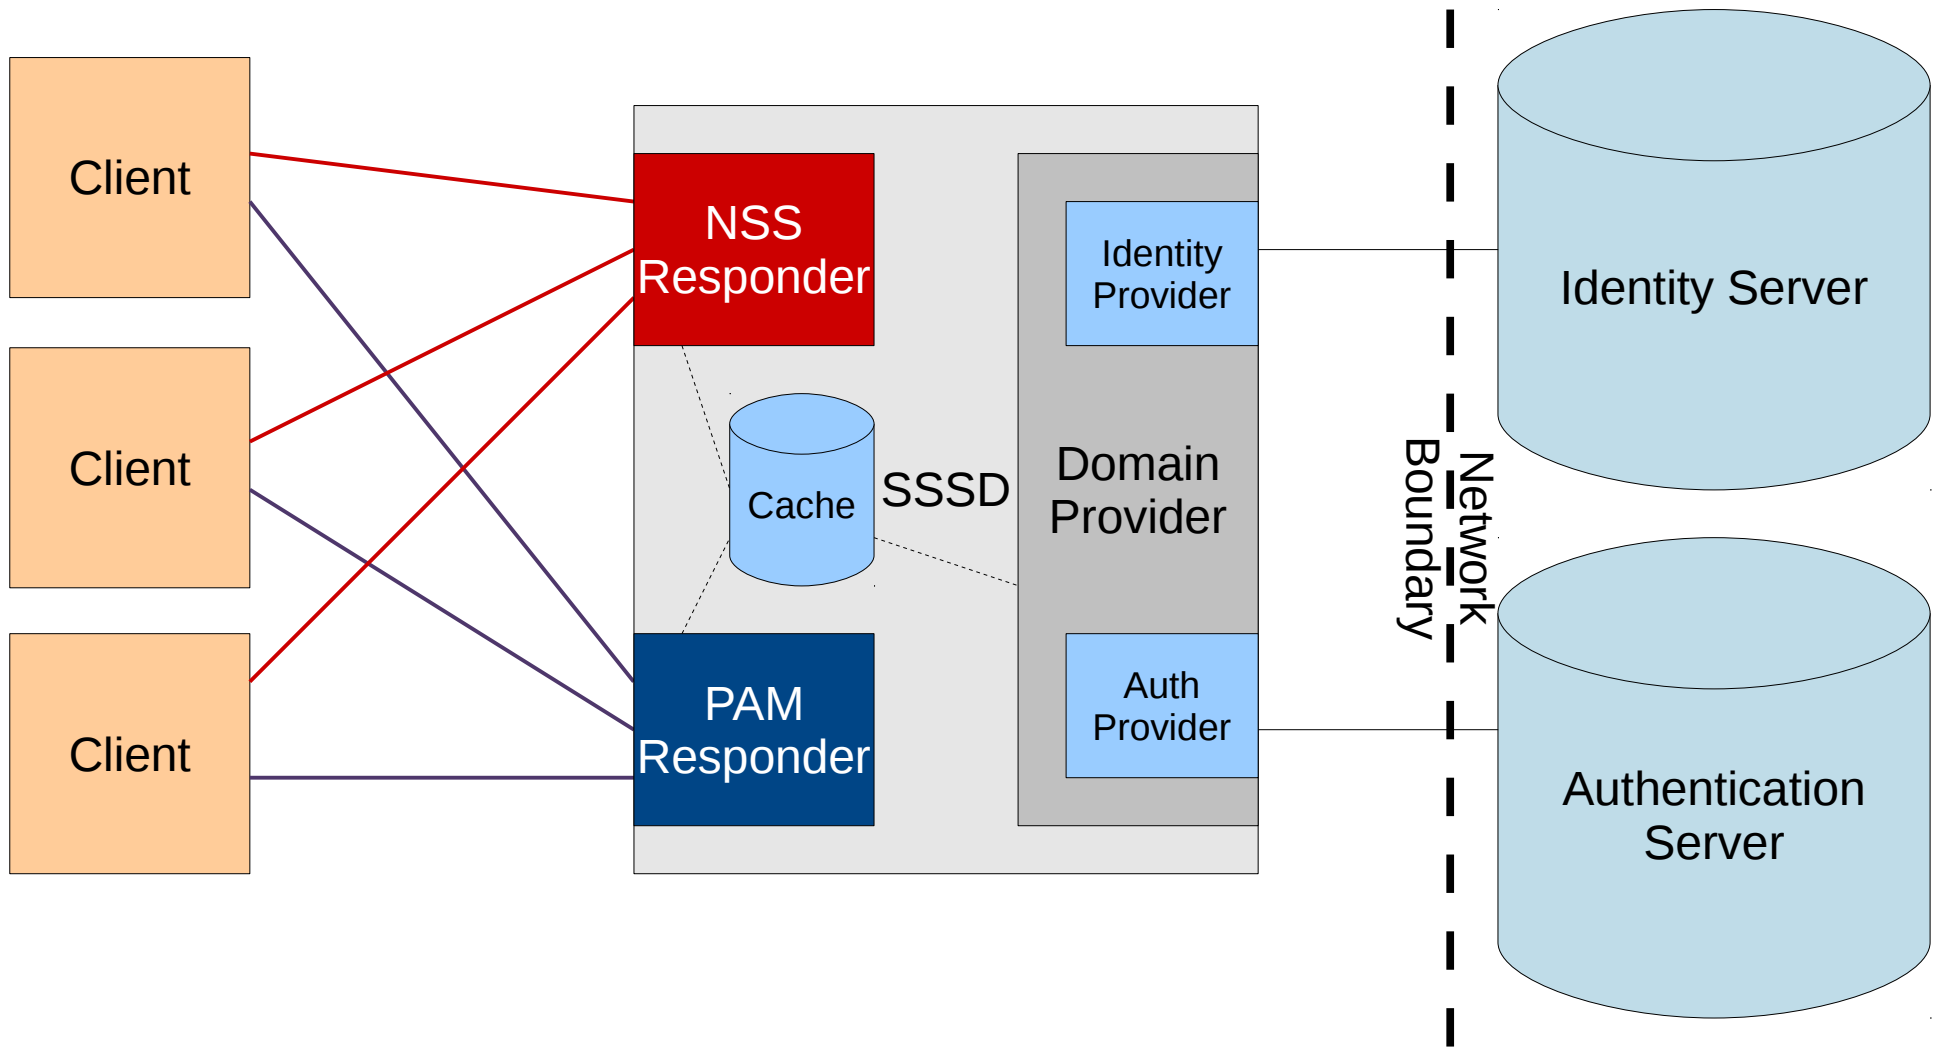 Client
Client
Client
NSS
Responder
Cache
SSSD
PAM
Responder
Identity
Provider
Domain
Provider
Auth
Provider
Network
Boundary
Identity Server
Authentication
Server